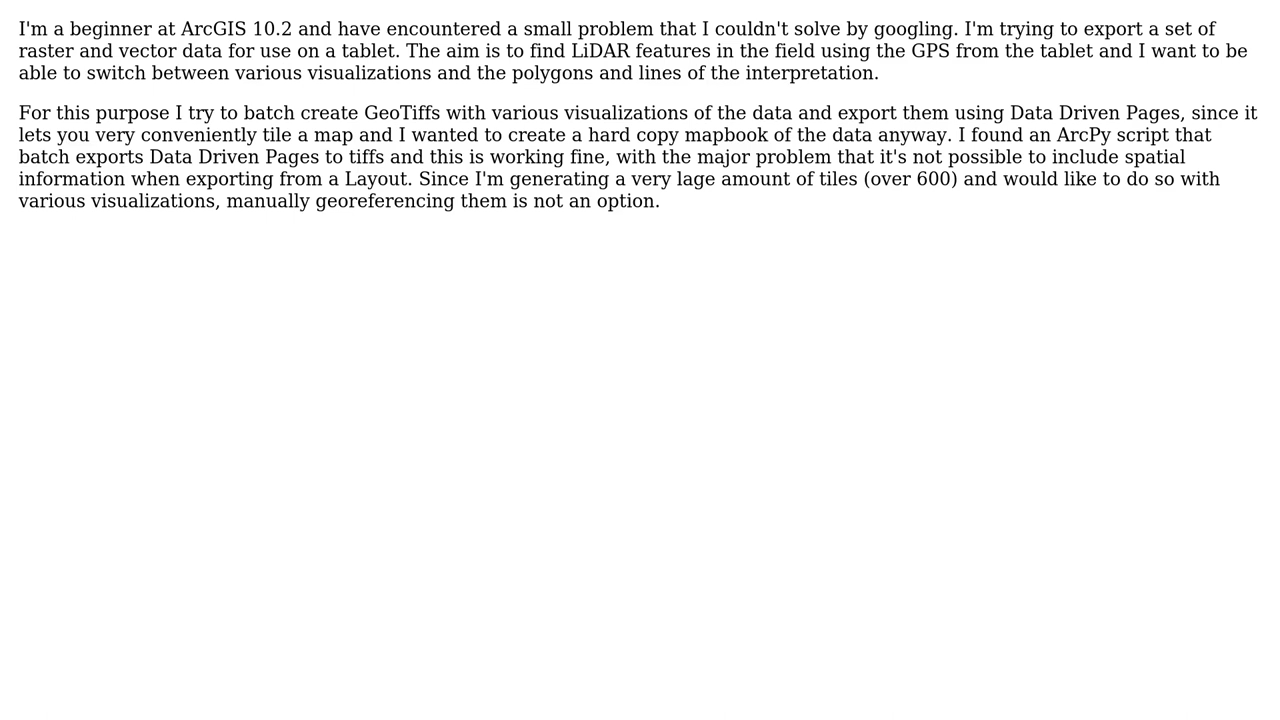 I'm a beginner at ArcGIS 10.2 and have encountered a small problem that I couldn't solve by googling. I'm trying to export a set of
raster and vector data for use on a tablet. The aim is to find LiDAR features in the field using the GPS from the tablet and I want to be
able to switch between various visualizations and the polygons and lines of the interpretation.
For this purpose I try to batch create GeoTiffs with various visualizations of the data and export them using Data Driven Pages, since it
lets you very conveniently tile a map and I wanted to create a hard copy mapbook of the data anyway. I found an ArcPy script that
batch exports Data Driven Pages to tiffs and this is working fine, with the major problem that it's not possible to include spatial
information when exporting from a Layout. Since I'm generating a very lage amount of tiles (over 600) and would like to do so with
various visualizations, manually georeferencing them is not an option.